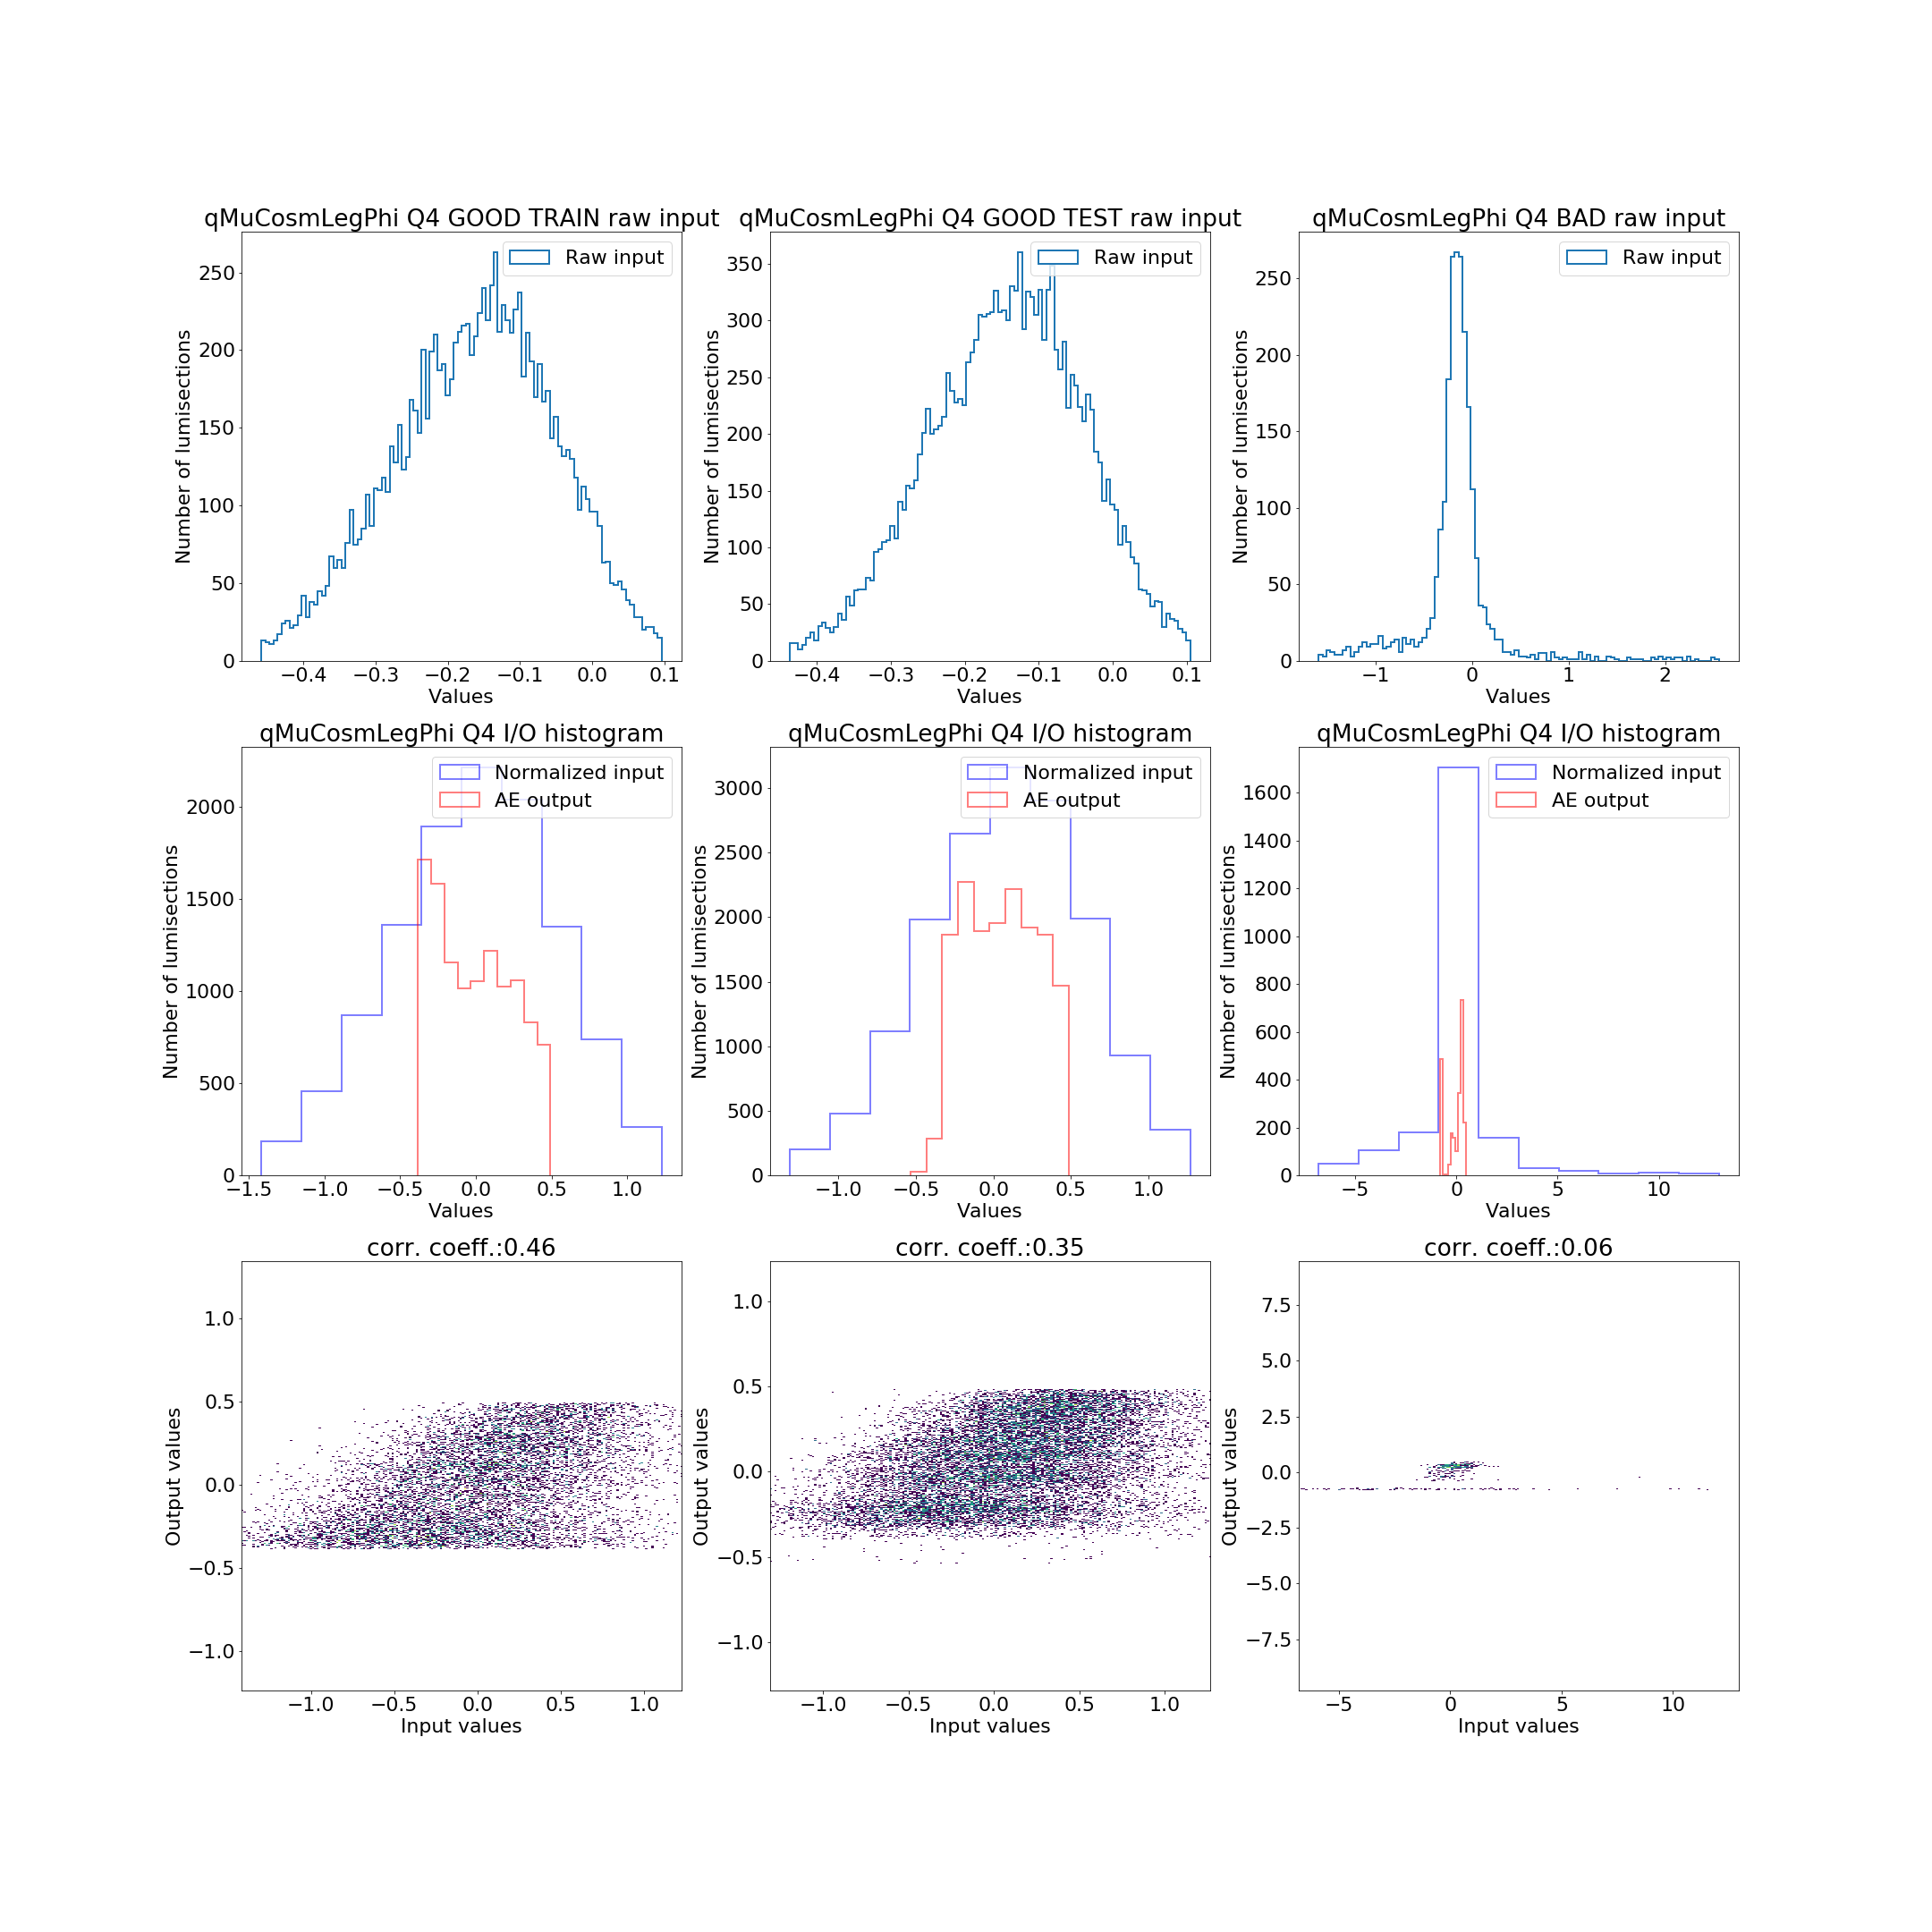 qMuCosmLegPhi Q4 GOOD TRAIN raw input
Raw input
Number of lumisections
250
200
150
100
50
0
−0.4 −0.3 −0.2 −0.1 0.0 0.1
Values
qMuCosmLegPhi Q4 GOOD TEST raw input
Raw input
Number of lumisections
350
300
250
200
150
100
50
0
−0.4 −0.3 −0.2 −0.1 0.0 0.1
Values
qMuCosmLegPhi Q4 BAD raw input
Raw input
Number of lumisections
250
200
150
100
50
0
−1 0 1 2
Values
qMuCosmLegPhi Q4 I/O histogram
Normalized input
AE output
Number of lumisections
2000
1500
1000
500
0
−1.5 −1.0 −0.5 0.0 0.5 1.0
Values
qMuCosmLegPhi Q4 I/O histogram
Normalized input
AE output
Number of lumisections
3000
2500
2000
1500
1000
500
0
−1.0 −0.5 0.0 0.5 1.0
Values
qMuCosmLegPhi Q4 I/O histogram
Normalized input
AE output
Number of lumisections
1600
1400
1200
1000
800
600
400
200
0
−5 0 5 10
Values
corr. coeff.:0.46
Output values
1.0
0.5
0.0
−0.5
−1.0
−1.0 −0.5 0.0 0.5 1.0
Input values
corr. coeff.:0.35
Output values
1.0
0.5
0.0
−0.5
−1.0
−1.0 −0.5 0.0 0.5 1.0
Input values
corr. coeff.:0.06
Output values
7.5
5.0
2.5
0.0
−2.5
−5.0
−7.5
−5 0 5 10
Input values